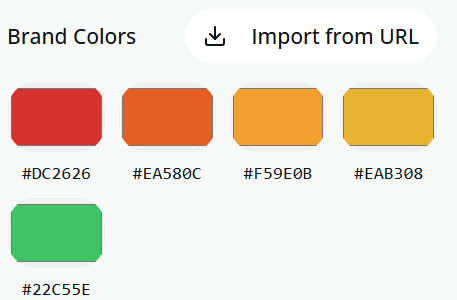 Brand Colors
Import from URL
#DC2626 #EA580C #F59E0B #EAB308
#22C55E